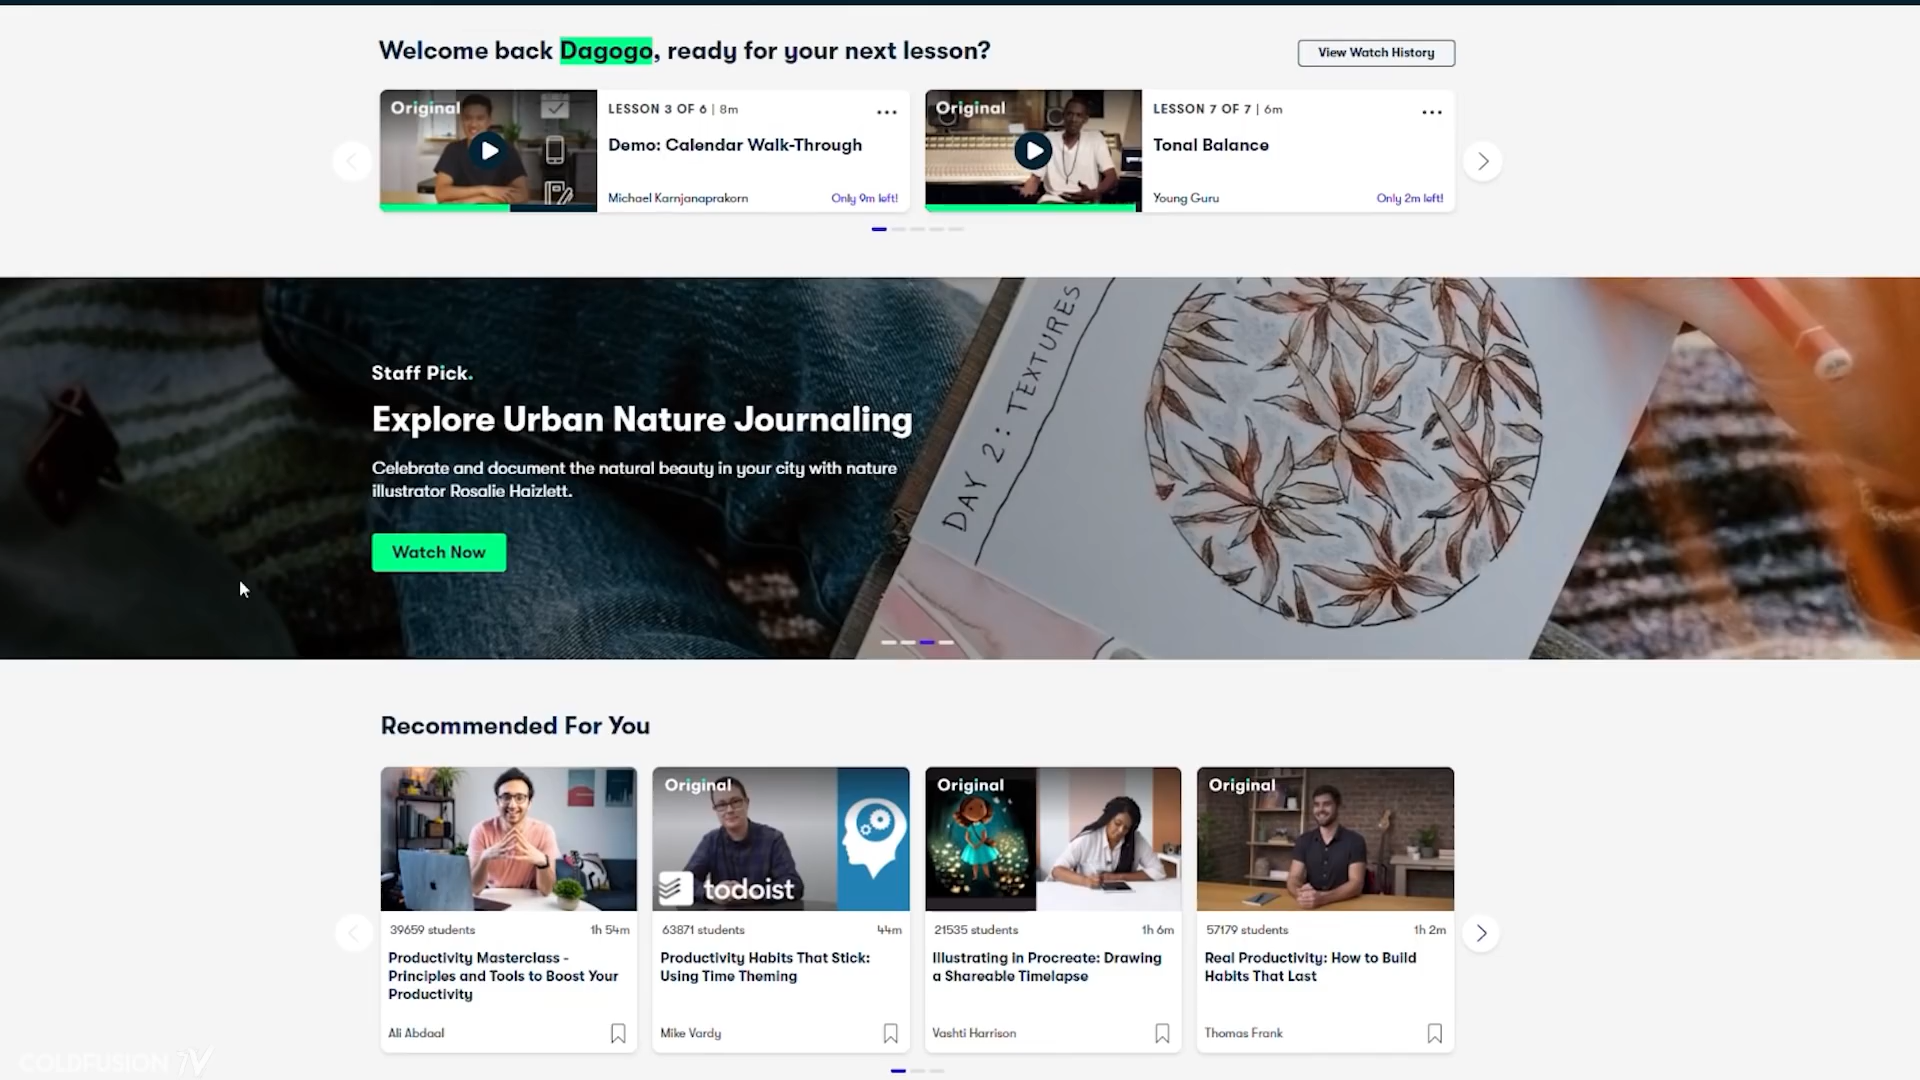 Welcome back Dagogo, ready for your next lesson?
View Watch History
Original
LESSON 3 OF 6 | 8m
Demo: Calendar Walk-Through
Michael Karnjanaprakorn
Only 9m left!
Original
LESSON 7 OF 7 | 6m
Tonal Balance
Young Guru
Only 2m left!
Staff Pick.
Explore Urban Nature Journaling
Celebrate and document the natural beauty in your city with nature
illustrator Rosalie Haizlett.
Watch Now
DAY 2: TEXTURES
Recommended For You
39659 students
1h 54m
Productivity Masterclass -
Principles and Tools to Boost Your
Productivity
Ali Abdaal
Original
todoist
63871 students
44m
Productivity Habits That Stick:
Using Time Theming
Mike Vardy
Original
21535 students
1h 6m
Illustrating in Procreate: Drawing
a Shareable Timelapse
Vashti Harrison
Original
57179 students
1h 2m
Real Productivity: How to Build
Habits That Last
Thomas Frank
COLDFUSION TV